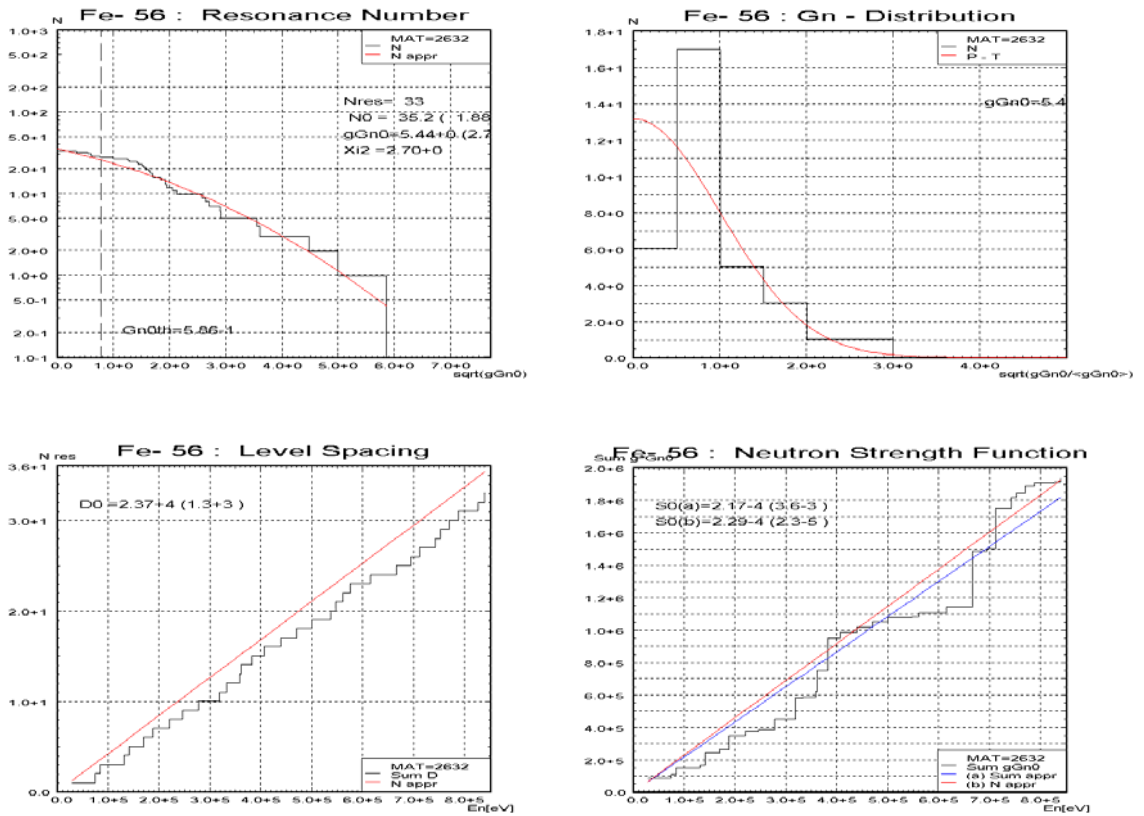 Fe- 56 : Resonance Number
N
1.0+3
5.0+2
2.0+2
1.0+2
5.0+1
2.0+1
1.0+1
5.0+0
2.0+0
1.0+0
5.0-1
2.0-1
1.0-1
MAT=2632
N
N appr
Nres= 33
N0 = 35.2 ( 1.88
gGn0=5.44+0 (2.7
Xi2 =2.70+0
Gn0th=5.86-1
0.0 1.0+0 2.0+0 3.0+0 4.0+0 5.0+0 6.0+0
sqrt(gGn0)
Fe- 56 : Gn - Distribution
N
1.8+1
1.6+1
1.4+1
1.2+1
1.0+1
8.0+0
6.0+0
4.0+0
2.0+0
0.0
MAT=2632
N
P - T
gGn0=5.4
0.0 1.0+0 2.0+0 3.0+0 4.0+0
sqrt(gGn0/<gGn0>)
Fe- 56 : Level Spacing
N res
3.6+1
3.0+1
2.0+1
1.0+1
0.0
D0 =2.37+4 (1.3+3 )
MAT=2632
Sum D
N appr
0.0 1.0+5 2.0+5 3.0+5 4.0+5 5.0+5 6.0+5 7.0+5 8.0+5
En[eV]
Fe- 56 : Neutron Strength Function
Sum g*Gn0
2.0+6
1.8+6
1.6+6
1.4+6
1.2+6
1.0+6
8.0+5
6.0+5
4.0+5
2.0+5
0.0
S0(a)=2.17-4 (3.6-3 )
S0(b)=2.29-4 (2.3-5 )
MAT=2632
Sum gGn0
(a) Sum appr
(b) N appr
0.0 1.0+5 2.0+5 3.0+5 4.0+5 5.0+5 6.0+5 7.0+5 8.0+5
En[eV]